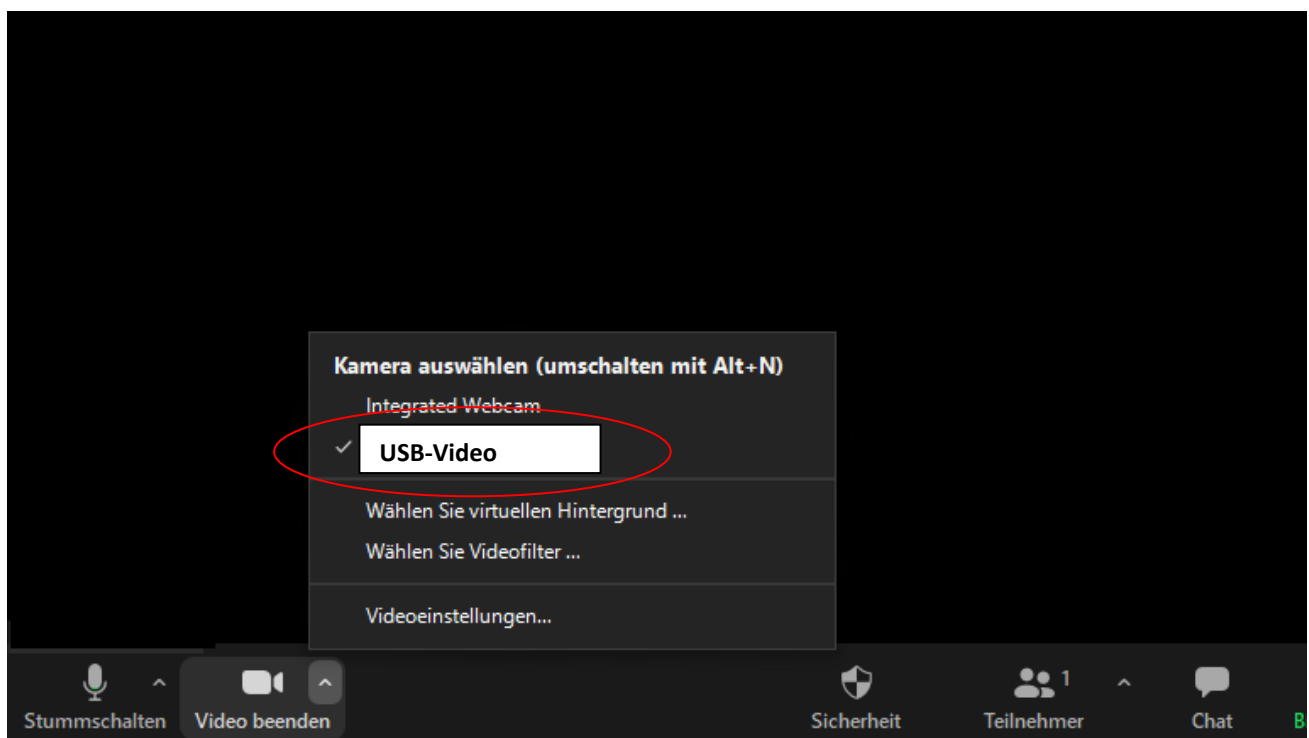 Kamera auswählen (umschalten mit Alt+N)
Integrated Webcam
USB-Video
Wählen Sie virtuellen Hintergrund ...
Wählen Sie Videofilter ...
Videoeinstellungen...
1
Stummschalten Video beenden Sicherheit Teilnehmer Chat B